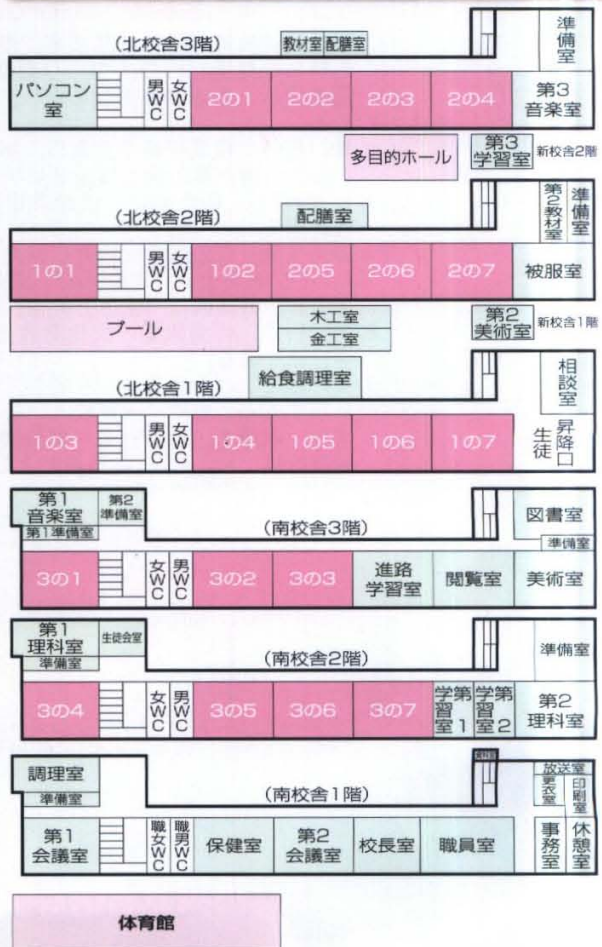 (北校舎3階)
教材室 配膳室
準備室
パソコン室
男WC 女WC
2の1 2の2 2の3 2の4
第3音楽室
多目的ホール
第3学習室
新校舎2階
(北校舎2階)
配膳室
第2教材室
準備室
1の1
男WC 女WC
1の2 2の5 2の6 2の7
被服室
プール
木工室
金工室
第2美術室
新校舎1階
(北校舎1階)
給食調理室
相談室
1の3
男WC 女WC
1の4 1の5 1の6 1の7
生徒昇降口
第1音楽室
第1準備室
第2準備室
(南校舎3階)
図書室
準備室
3の1
女WC 男WC
3の2 3の3
進路学習室
閲覧室
美術室
第1理科室
準備室
生徒会室
(南校舎2階)
準備室
3の4
女WC 男WC
3の5 3の6 3の7
学習室第1
学習室第2
第2理科室
調理室
準備室
(南校舎1階)
放送室
更衣室
印刷室
第1会議室
職女WC 職男WC
保健室
第2会議室
校長室
職員室
事務室
休憩室
体育館